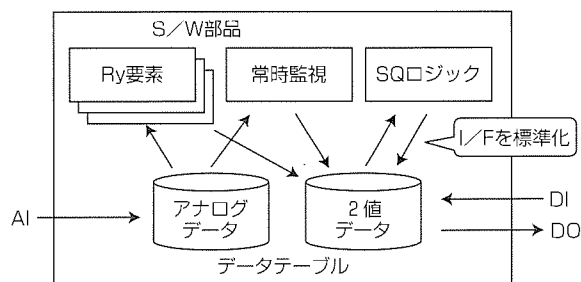 S／W部品
Ry要素
常時監視
SQロジック
I／Fを標準化
アナログ
データ
2値
データ
AI
DI
DO
データテーブル